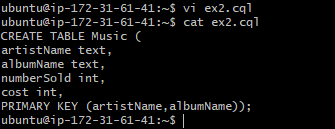 ubuntu@ip-172-31-61-41:~$ vi ex2.cql
ubuntu@ip-172-31-61-41:~$ cat ex2.cql
CREATE TABLE Music (
artistName text,
albumName text,
numberSold int,
cost int,
PRIMARY KEY (artistName,albumName));
ubuntu@ip-172-31-61-41:~$